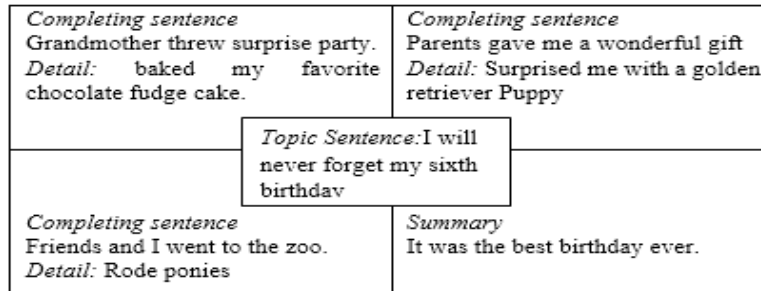 Completing sentence
Grandmother threw surprise party.
Detail: baked my favorite
chocolate fudge cake.
Completing sentence
Parents gave me a wonderful gift
Detail: Surprised me with a golden
retriever Puppy
Topic Sentence:I will
never forget my sixth
birthday
Completing sentence
Friends and I went to the zoo.
Detail: Rode ponies
Summary
It was the best birthday ever.